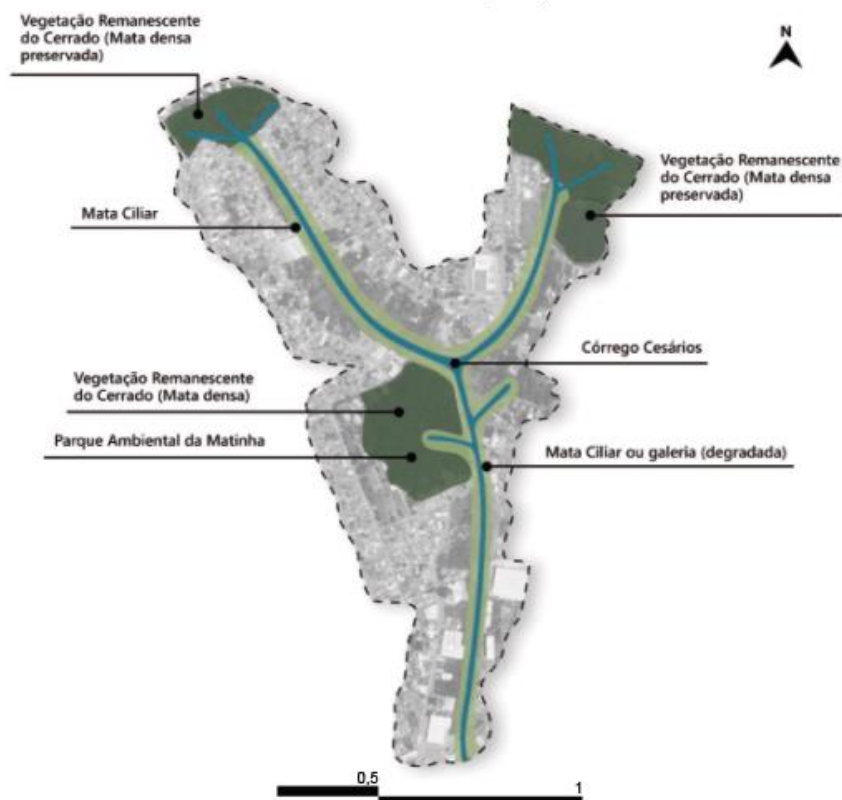 Vegetação Remanescente
do Cerrado (Mata densa
preservada)
N
Vegetação Remanescente
do Cerrado (Mata densa
preservada)
Mata Ciliar
Córrego Cesários
Vegetação Remanescente
do Cerrado (Mata densa)
Parque Ambiental da Matinha
Mata Ciliar ou galeria (degradada)
0,5
1